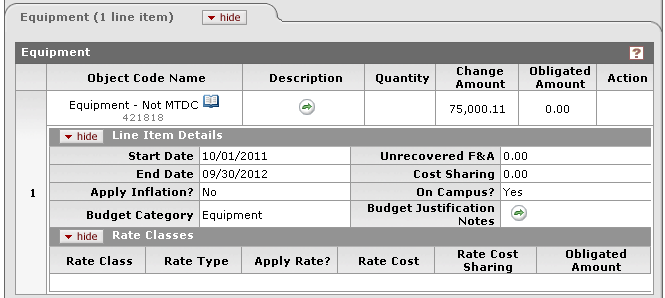 Equipment (1 line item) hide
Equipment ?
Object Code Name Description Quantity Change Amount Obligated Amount Action
1
Equipment - Not MTDC 75,000.11 0.00
421818
hide Line Item Details
Start Date 10/01/2011 Unrecovered F&A 0.00
End Date 09/30/2012 Cost Sharing 0.00
Apply Inflation? No On Campus? Yes
Budget Category Equipment Budget Justification Notes
hide Rate Classes
Rate Class Rate Type Apply Rate? Rate Cost Rate Cost Sharing Obligated Amount